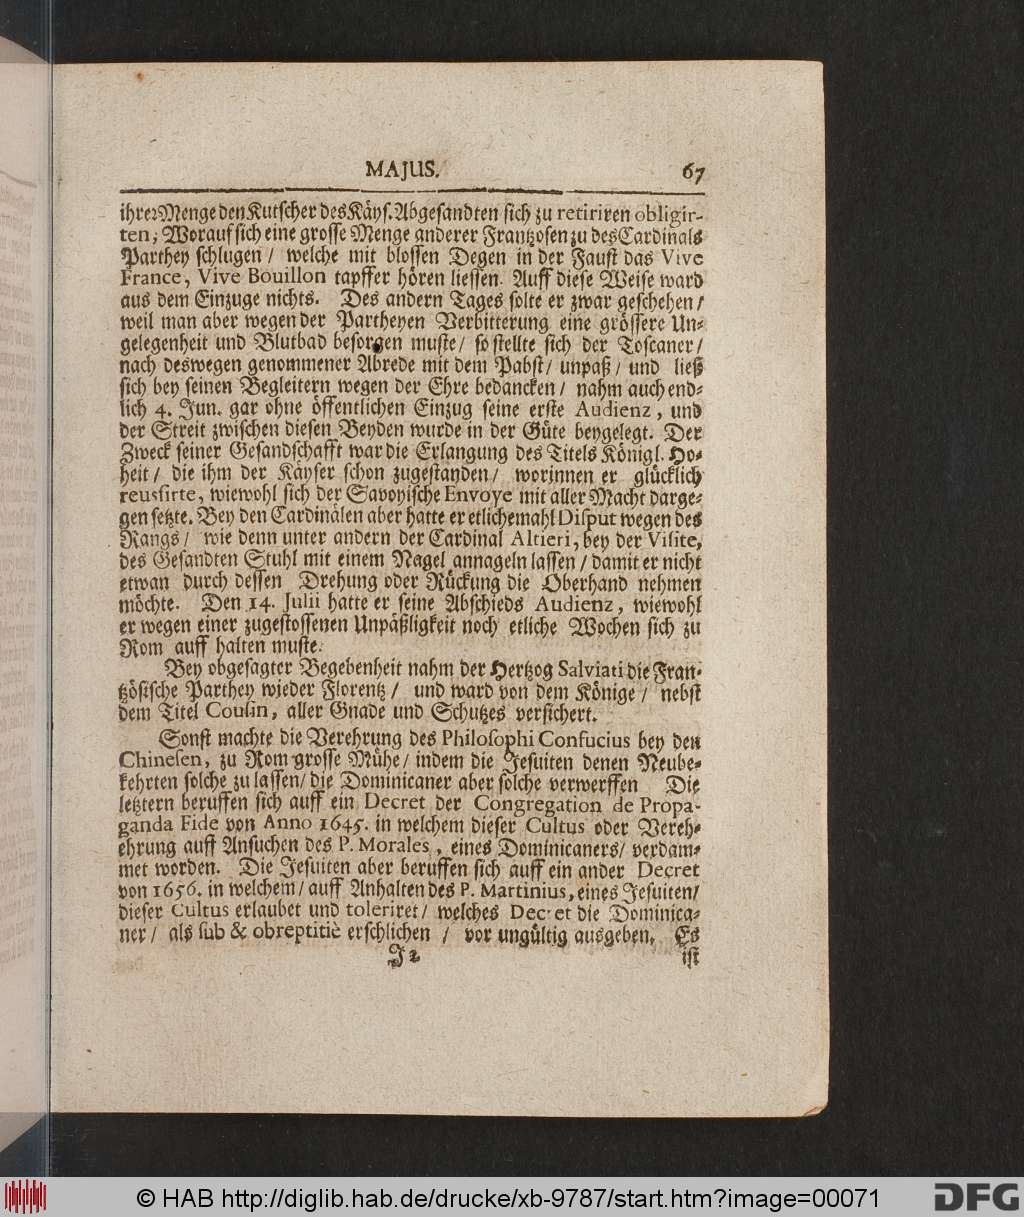 MAJUS. 67
ihrer Menge den Kutscher des Käys. Abgesandten sich zu retiriren obligir-
ten; Worauf sich eine grosse Menge anderer Frantzosen zu des Cardinals
Parthey schlugen / welche mit blossen Degen in der Faust das Vive
France, Vive Bouillon tapffer hören liessen. Auff diese Weise ward
aus dem Einzuge nichts. Des andern Tages solte er zwar geschehen /
weil man aber wegen der Partheyen Verbitterung eine grössere Un-
gelegenheit und Blutbad besorgen muste / so stellte sich der Toscaner /
nach deswegen genommener Abrede mit dem Pabst / unpaß / und ließ
sich bey seinen Begleitern wegen der Ehre bedancken / nahm auch end-
lich 4. Jun. gar ohne öffentlichen Einzug seine erste Audienz, und
der Streit zwischen diesen Beyden wurde in der Güte beygelegt. Der
Zweck seiner Gesandschafft war die Erlangung des Titels Königl. Ho-
heit / die ihm der Käyser schon zugestanden / worinnen er glücklich
reussirte, wiewohl sich der Savoyische Envoye mit aller Macht darge-
gen setzte. Bey den Cardinälen aber hatte er etlichemahl Disput wegen des
Rangs / wie denn unter andern der Cardinal Altieri, bey der Visite,
des Gesandten Stuhl mit einem Nagel annageln lassen / damit er nicht
etwan durch dessen Drehung oder Rückung die Oberhand nehmen
möchte. Den 14. Julii hatte er seine Abschieds Audienz, wiewohl
er wegen einer zugestossenen Unpäßligkeit noch etliche Wochen sich zu
Rom auff halten muste.
Bey obgesagter Begebenheit nahm der Hertzog Salviati die Fran-
tzösische Parthey wieder Florentz / und ward von dem Könige / nebst
dem Titel Cousin, aller Gnade und Schutzes versichert.
Sonst machte die Verehrung des Philosophi Confucius bey den
Chinesen, zu Rom grosse Mühe / indem die Jesuiten denen Neube-
kehrten solche zu lassen / die Dominicaner aber solche verwerffen Die
letztern beruffen sich auff ein Decret der Congregation de Propa-
ganda Fide von Anno 1645. in welchem dieser Cultus oder Vereh-
ehrung auff Ansuchen des P. Morales, eines Dominicaners / verdam-
met worden. Die Jesuiten aber beruffen sich auff ein ander Decret
von 1656. in welchem / auff Anhalten des P. Martinius, eines Jesuiten /
dieser Cultus erlaubet und toleriret / welches Decret die Dominica-
ner / als sub & obreptitiè erschlichen / vor ungültig ausgeben. Es
J 2 ist
© HAB http://diglib.hab.de/drucke/xb-9787/start.htm?image=00071 DFG